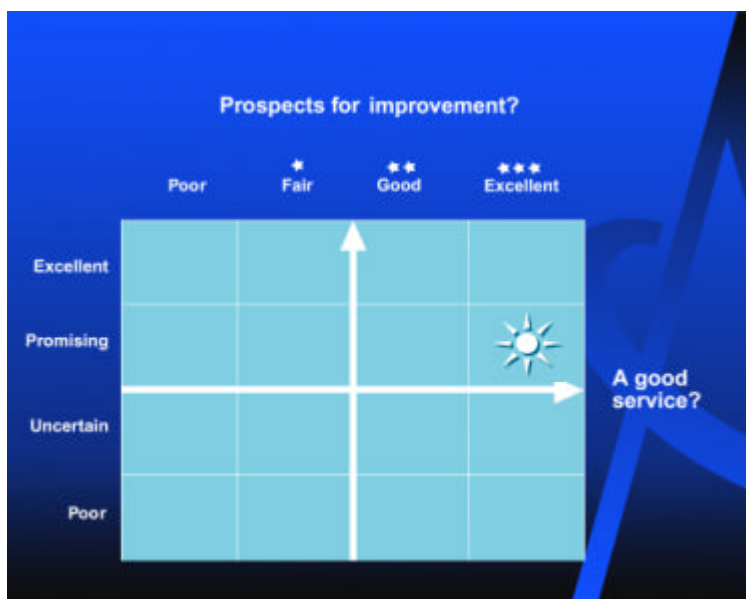 Prospects for improvement?
Poor Fair Good Excellent
Excellent
Promising
A good
service?
Uncertain
Poor